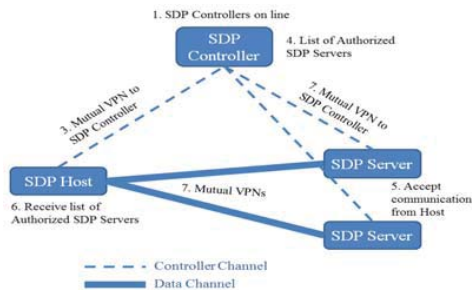 1. SDP Controllers on line
SDP
Controller
4. List of Authorized
SDP Servers
3. Mutual VPN to
SDP Controller
7. Mutual VPN to
SDP Controller
SDP Host
7. Mutual VPNs
SDP Server
6. Receive list of
Authorized SDP Servers
5. Accept
communication
from Host
SDP Server
Controller Channel
Data Channel